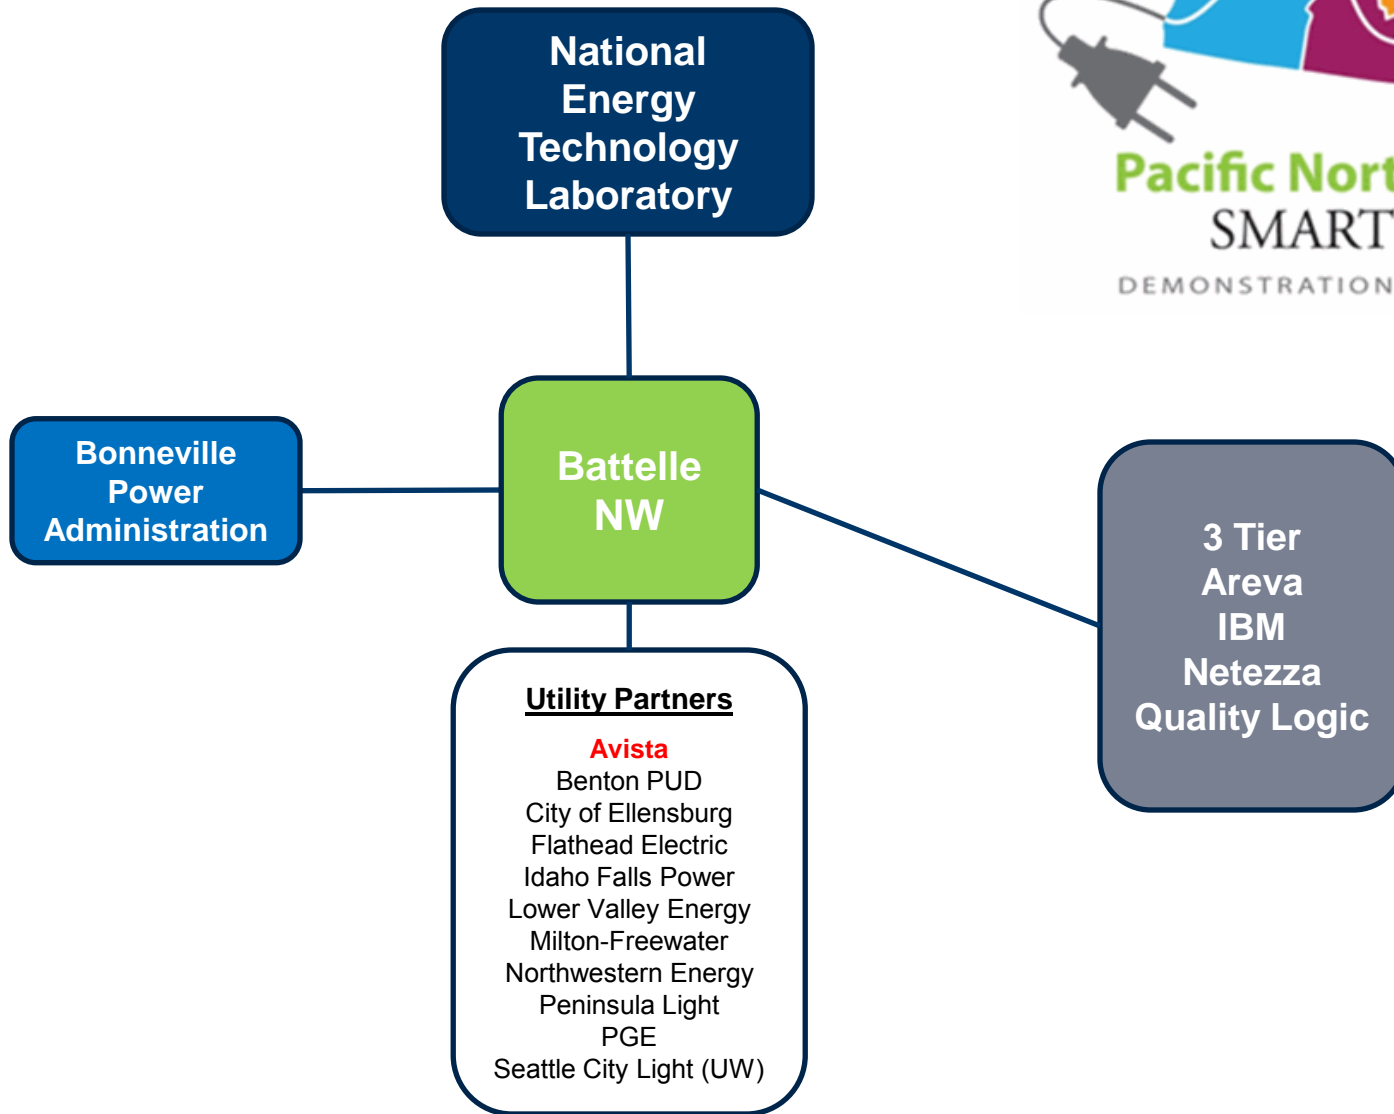 National
Energy
Technology
Laboratory
Pacific Nort
SMART
DEMONSTRATION
Bonneville
Power
Administration
Battelle
NW
3 Tier
Areva
IBM
Netezza
Quality Logic
Utility Partners
Avista
Benton PUD
City of Ellensburg
Flathead Electric
Idaho Falls Power
Lower Valley Energy
Milton-Freewater
Northwestern Energy
Peninsula Light
PGE
Seattle City Light (UW)